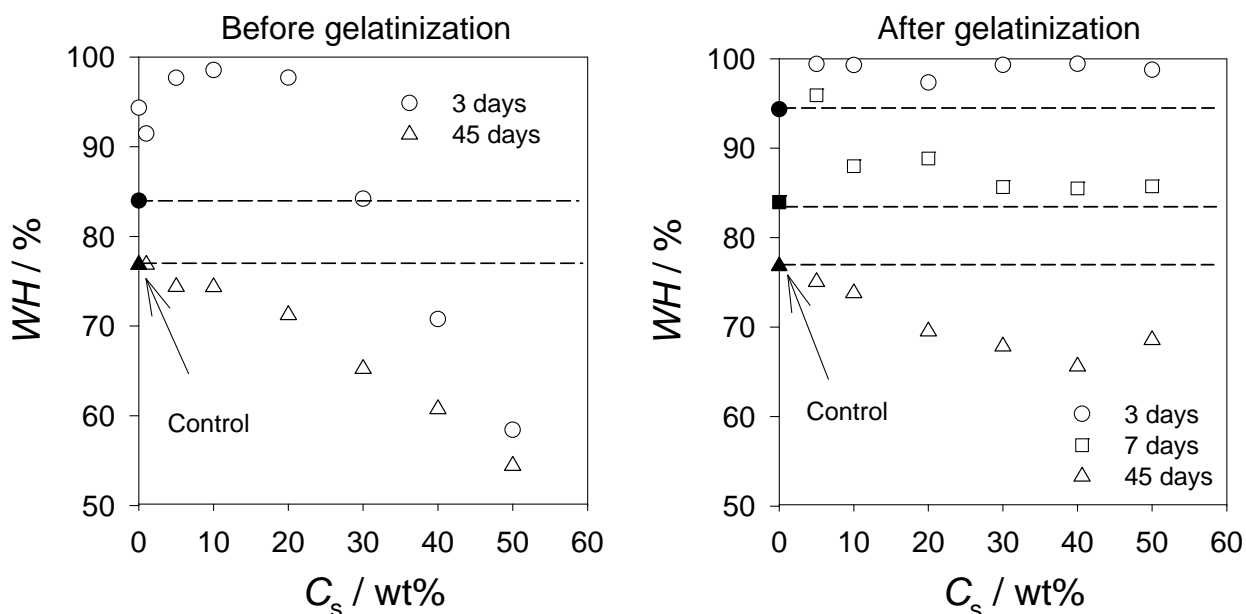 Before gelatinization
100
90
80
70
60
50
WH / %
3 days
45 days
Control
0 10 20 30 40 50 60
Cs / wt%
After gelatinization
100
90
80
70
60
50
WH / %
Control
3 days
7 days
45 days
0 10 20 30 40 50 60
Cs / wt%